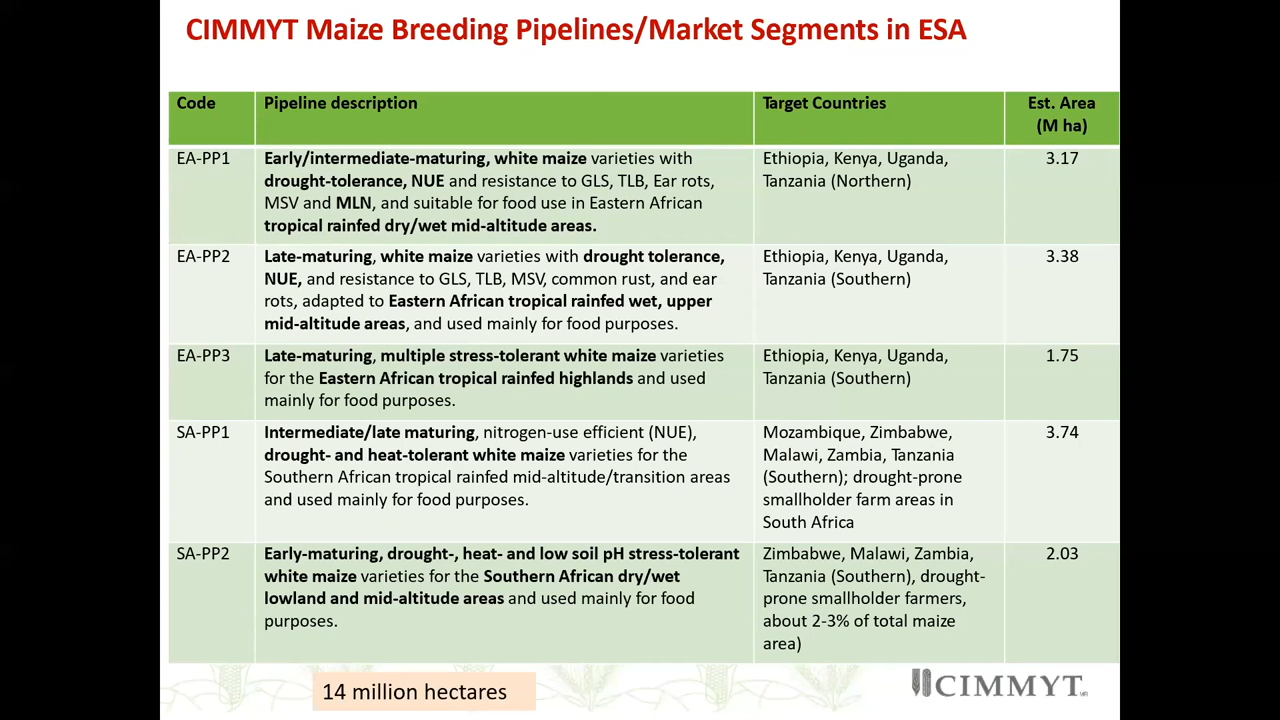 CIMMYT Maize Breeding Pipelines/Market Segments in ESA
Code
Pipeline description
Target Countries
Est. Area
(M ha)
EA-PP1
Early/intermediate-maturing, white maize varieties with
drought-tolerance, NUE and resistance to GLS, TLB, Ear rots,
MSV and MLN, and suitable for food use in Eastern African
tropical rainfed dry/wet mid-altitude areas.
Ethiopia, Kenya, Uganda,
Tanzania (Northern)
3.17
EA-PP2
Late-maturing, white maize varieties with drought tolerance,
NUE, and resistance to GLS, TLB, MSV, common rust, and ear
rots, adapted to Eastern African tropical rainfed wet, upper
mid-altitude areas, and used mainly for food purposes.
Ethiopia, Kenya, Uganda,
Tanzania (Southern)
3.38
EA-PP3
Late-maturing, multiple stress-tolerant white maize varieties
for the Eastern African tropical rainfed highlands and used
mainly for food purposes.
Ethiopia, Kenya, Uganda,
Tanzania (Southern)
1.75
SA-PP1
Intermediate/late maturing, nitrogen-use efficient (NUE),
drought- and heat-tolerant white maize varieties for the
Southern African tropical rainfed mid-altitude/transition areas
and used mainly for food purposes.
Mozambique, Zimbabwe,
Malawi, Zambia, Tanzania
(Southern); drought-prone
smallholder farm areas in
South Africa
3.74
SA-PP2
Early-maturing, drought-, heat- and low soil pH stress-tolerant
white maize varieties for the Southern African dry/wet
lowland and mid-altitude areas and used mainly for food
purposes.
Zimbabwe, Malawi, Zambia,
Tanzania (Southern), drought-
prone smallholder farmers,
about 2-3% of total maize
area)
2.03
14 million hectares
CIMMYT